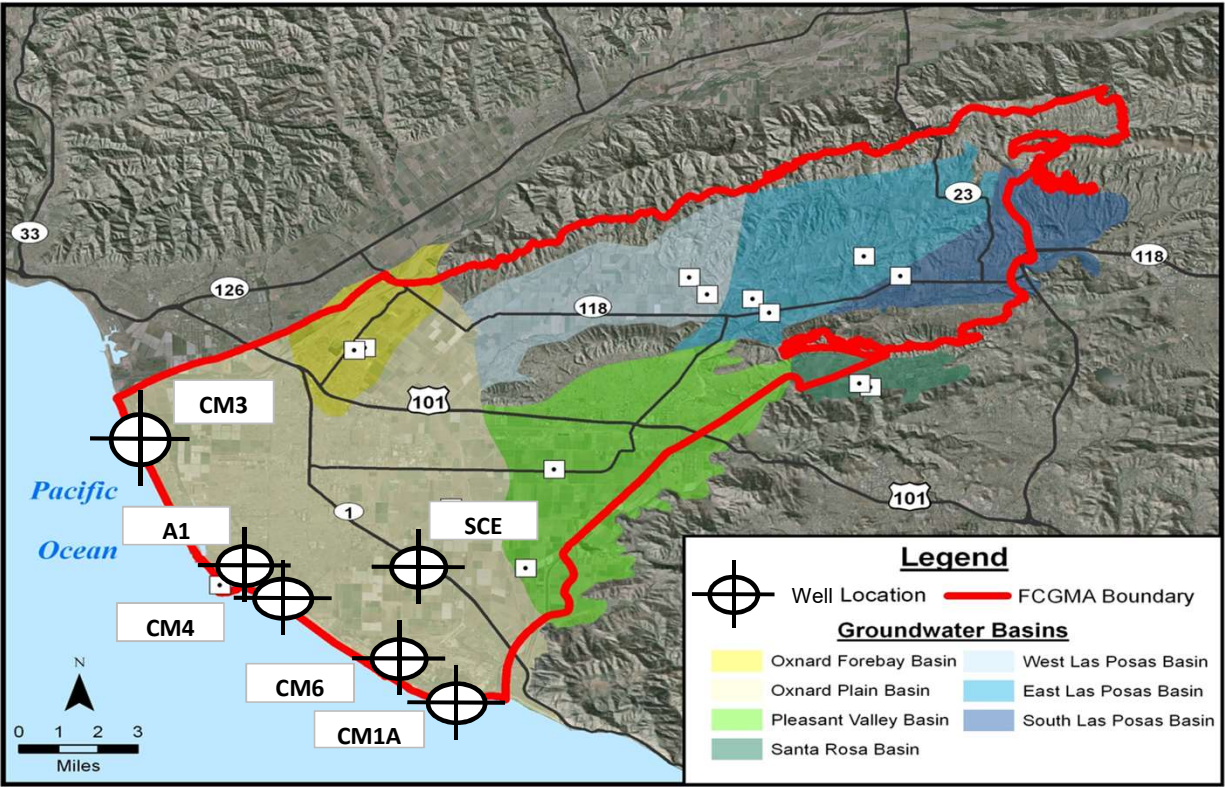 23
33
118
126
118
CM3
101
Pacific
Ocean
101
A1
1
SCE
CM4
CM6
CM1A
N
0 1 2 3
Miles
Legend
Well Location
FCGMA Boundary
Groundwater Basins
Oxnard Forebay Basin
West Las Posas Basin
Oxnard Plain Basin
East Las Posas Basin
Pleasant Valley Basin
South Las Posas Basin
Santa Rosa Basin